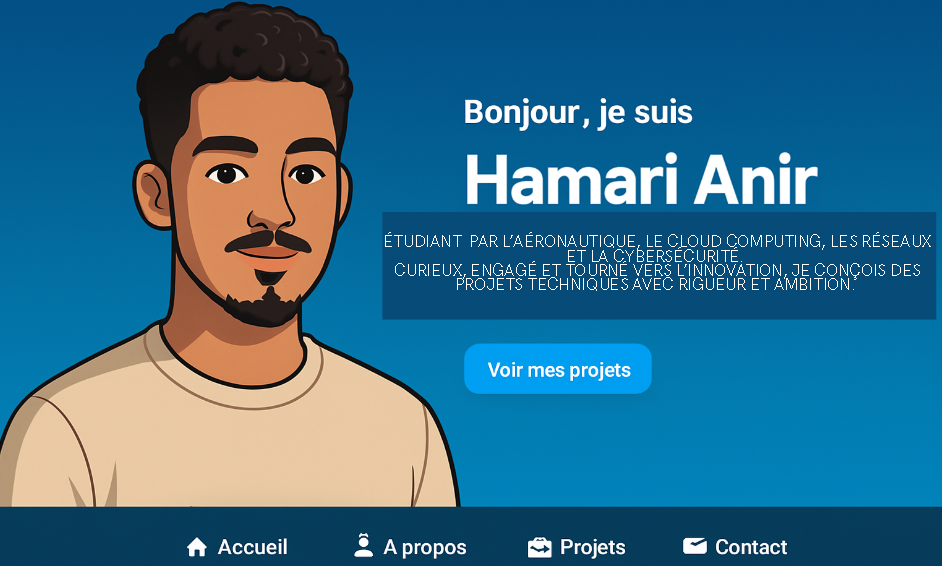 Bonjour, je suis
Hamari Anir
ÉTUDIANT PAR L'AÉRONAUTIQUE, LE CLOUD COMPUTING, LES RÉSEAUX
ET LA CYBERSÉCURITÉ.
CURIEUX, ENGAGÉ ET TOURNÉ VERS L'INNOVATION, JE CONÇOIS DES
PROJETS TECHNIQUES AVEC RIGUEUR ET AMBITION.
Voir mes projets
Accueil
A propos
Projets
Contact